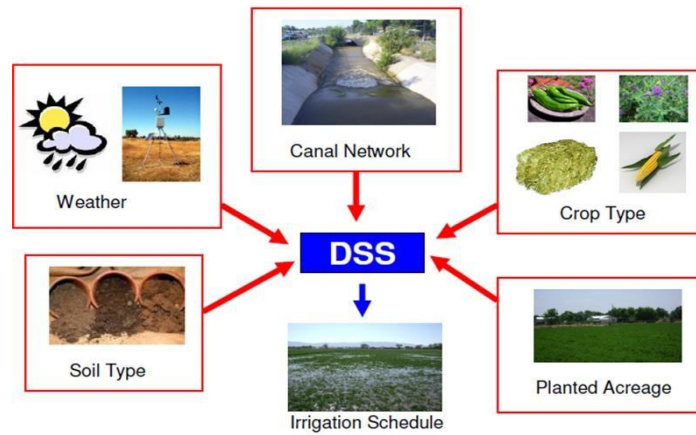 Canal Network
Weather
Crop Type
DSS
Soil Type
Planted Acreage
Irrigation Schedule